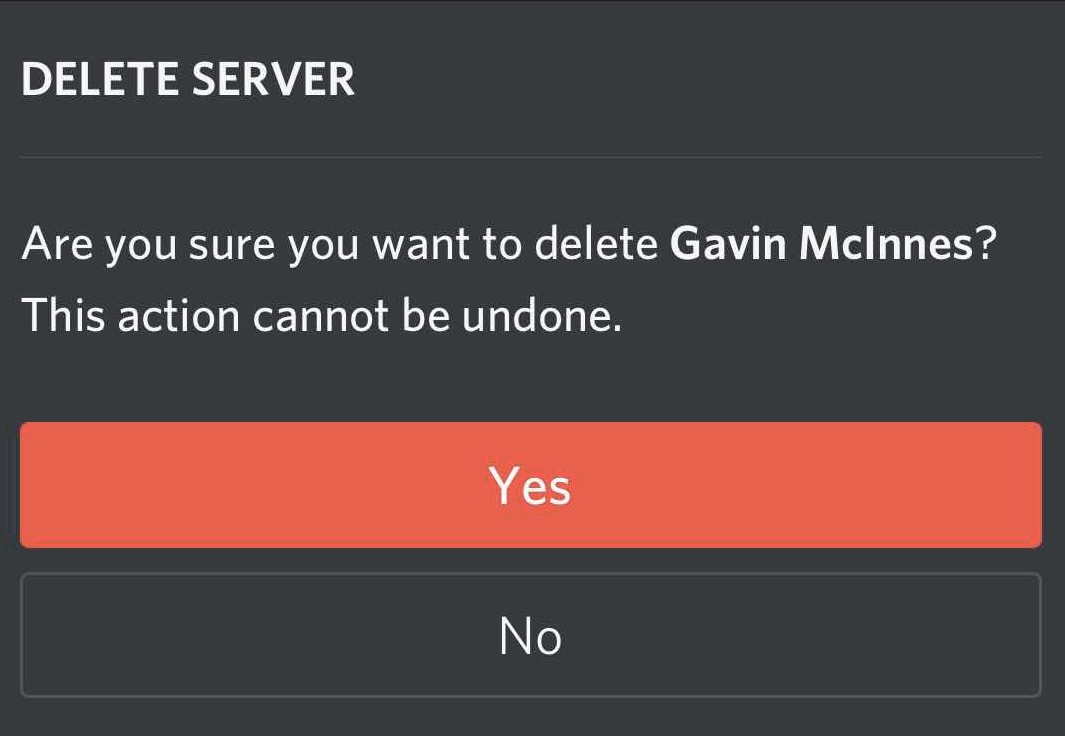 DELETE SERVER
Are you sure you want to delete Gavin McInnes?
This action cannot be undone.
Yes
No